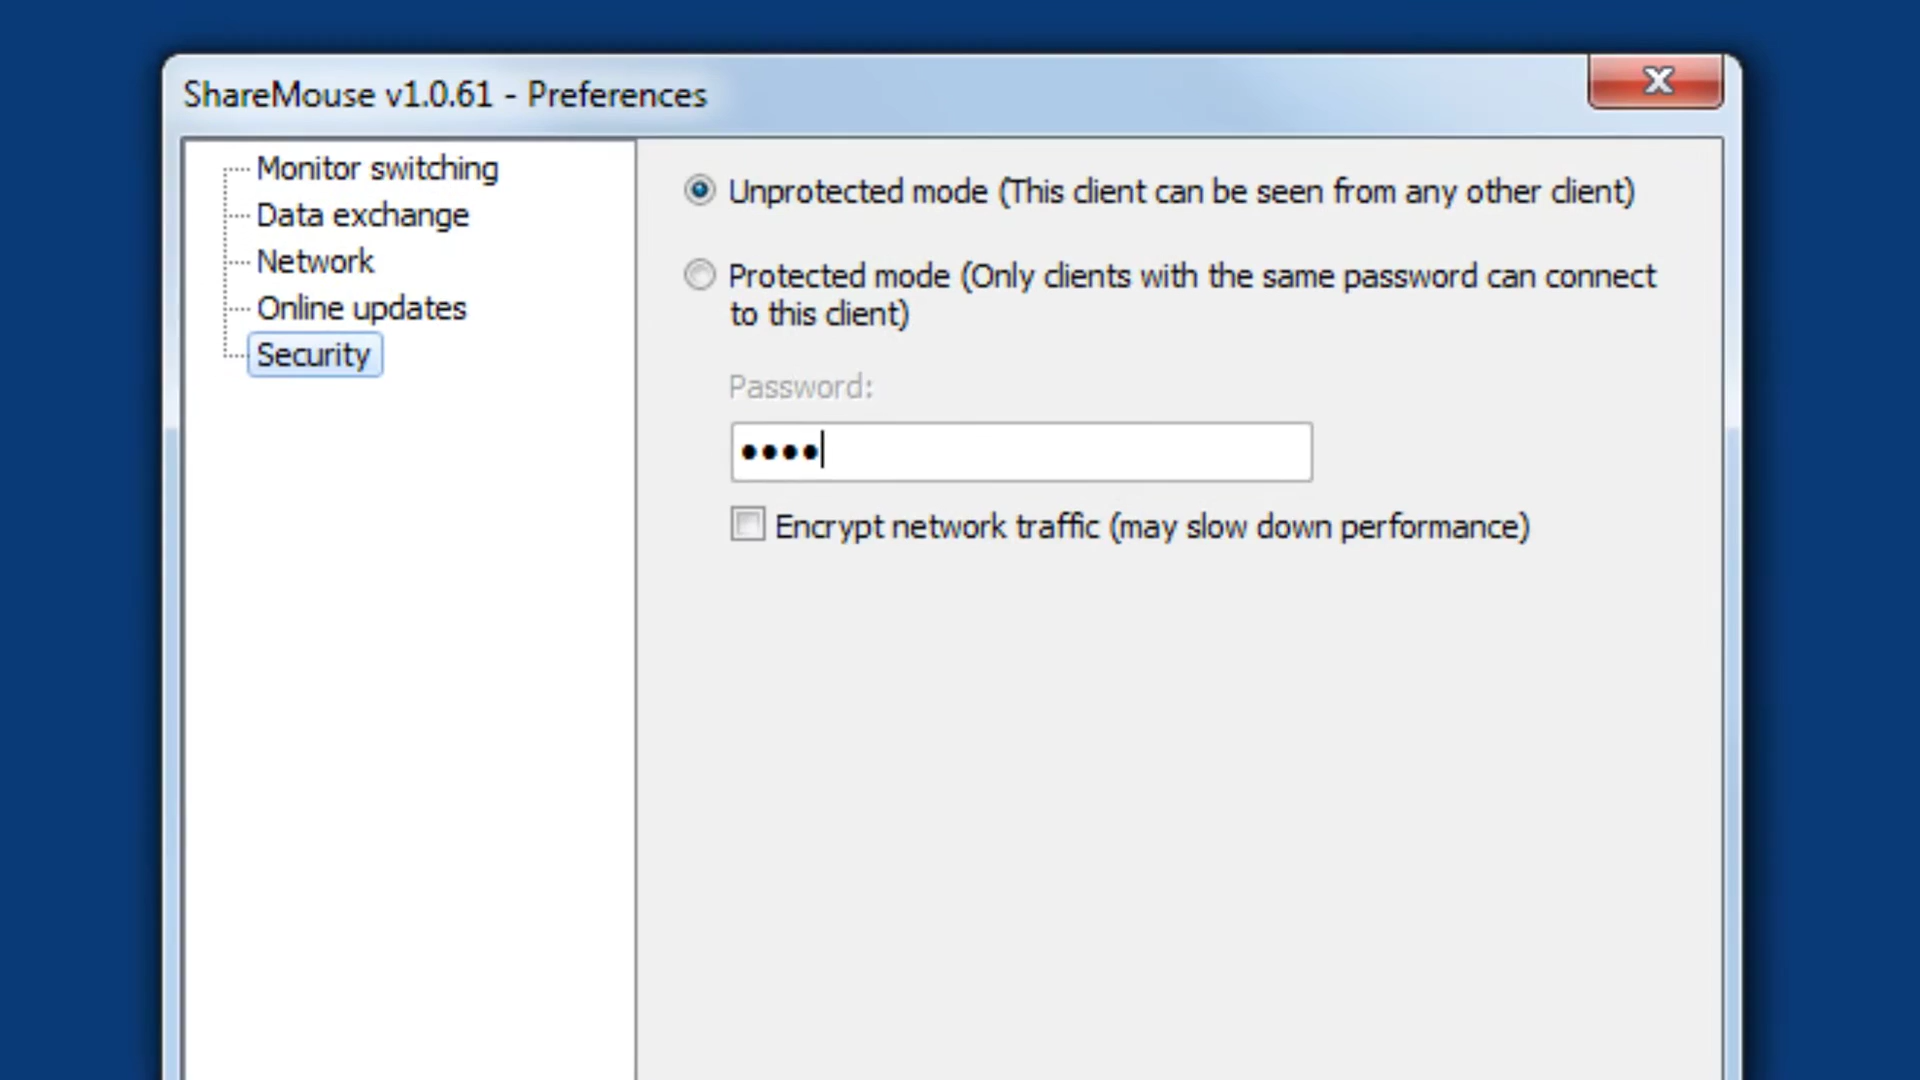 ShareMouse v1.0.61 - Preferences
Monitor switching
Data exchange
Network
Online updates
Security
Unprotected mode (This client can be seen from any other client)
Protected mode (Only clients with the same password can connect
to this client)
Password:
••••
Encrypt network traffic (may slow down performance)